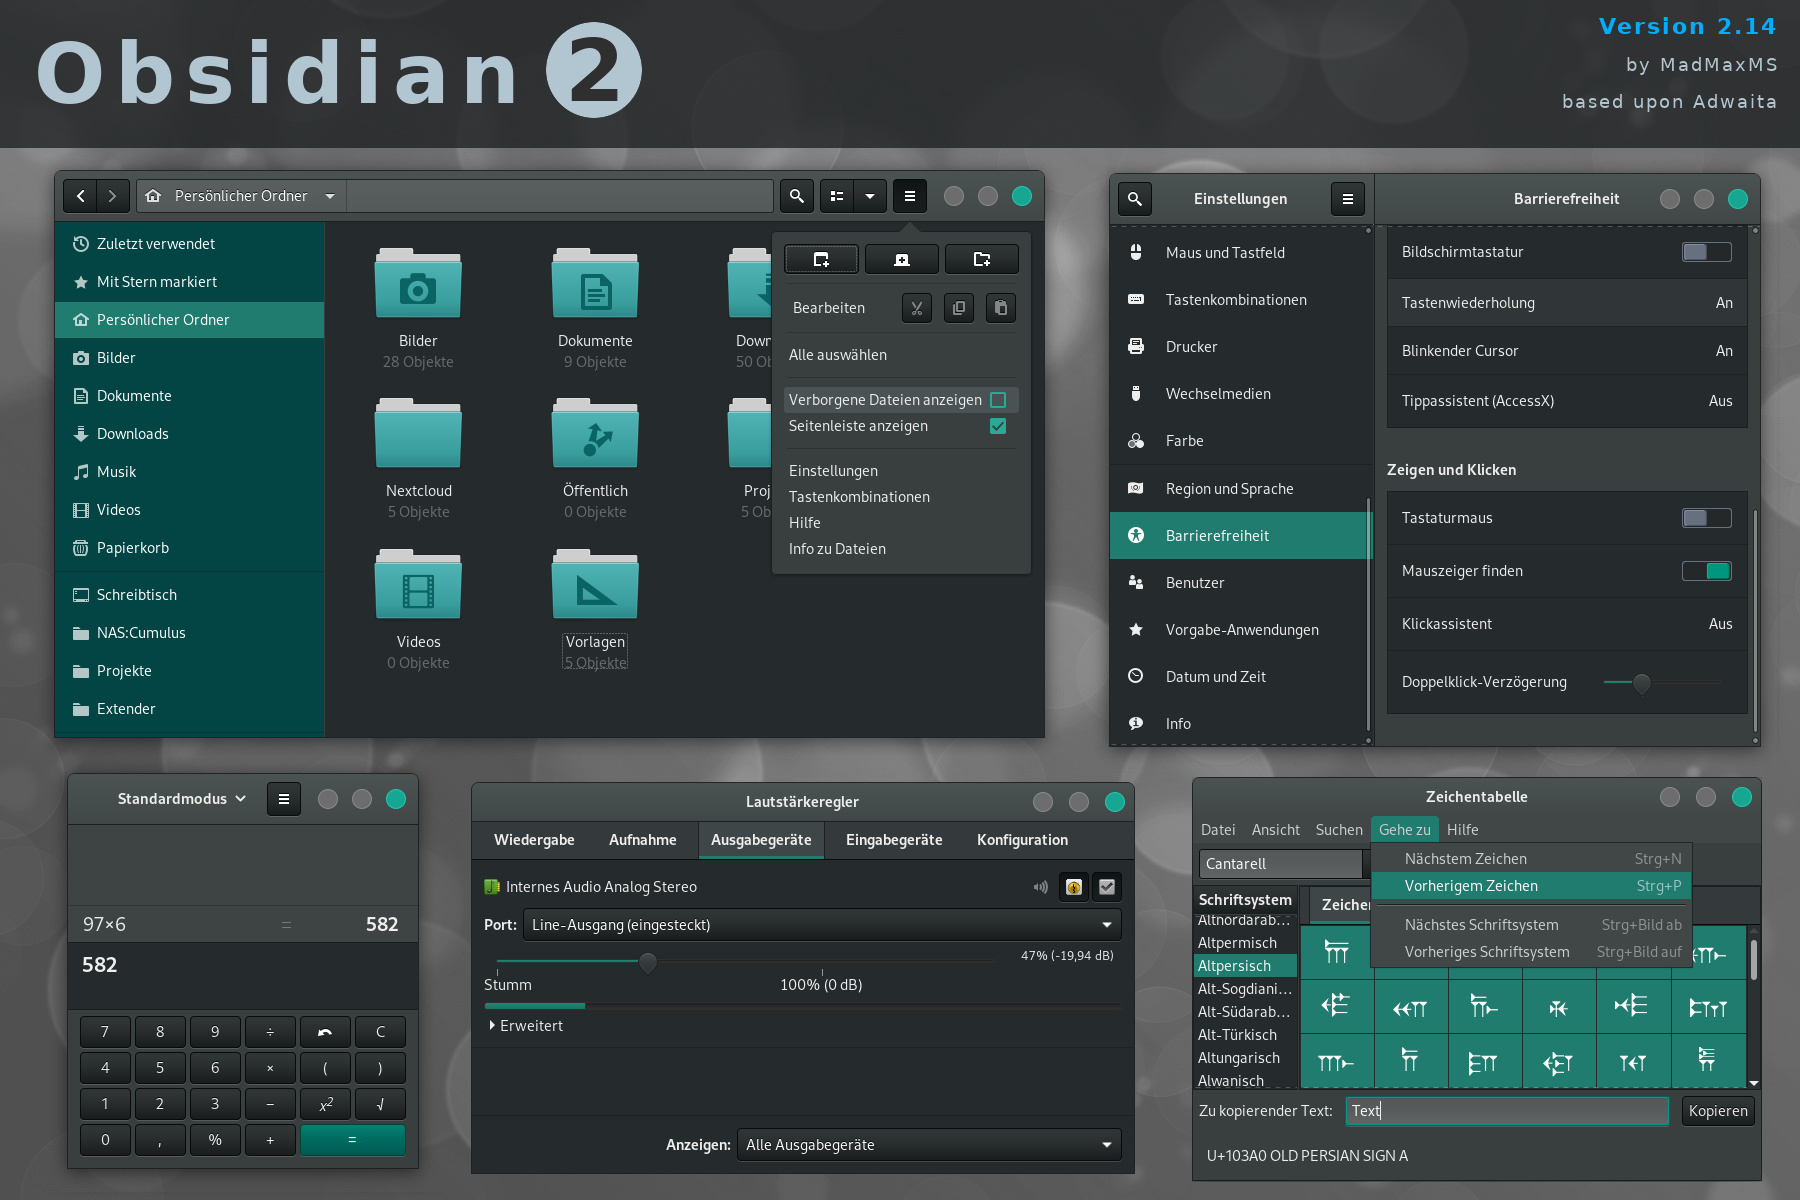 Obsidian 2
Version 2.14
by MadMaxMS
based upon Adwaita
Persönlicher Ordner
Zuletzt verwendet
Mit Stern markiert
Persönlicher Ordner
Bilder
Dokumente
Downloads
Musik
Videos
Papierkorb
Schreibtisch
NAS:Cumulus
Projekte
Extender
Bilder
28 Objekte
Dokumente
9 Objekte
Down
50 Ob
Nextcloud
5 Objekte
Öffentlich
0 Objekte
Proj
5 Ob
Videos
0 Objekte
Vorlagen
5 Objekte
Bearbeiten
Alle auswählen
Verborgene Dateien anzeigen
Seitenleiste anzeigen
Einstellungen
Tastenkombinationen
Hilfe
Info zu Dateien
Einstellungen
Barrierefreiheit
Maus und Tastfeld
Tastenkombinationen
Drucker
Wechselmedien
Farbe
Region und Sprache
Barrierefreiheit
Benutzer
Vorgabe-Anwendungen
Datum und Zeit
Info
Bildschirmtastatur
Tastenwiederholung An
Blinkender Cursor An
Tippassistent (AccessX) Aus
Zeigen und Klicken
Tastaturmaus
Mauszeiger finden
Klickassistent Aus
Doppelklick-Verzögerung
Standardmodus
97×6 = 582
582
7 8 9 ÷ C
4 5 6 × ( )
1 2 3 − x² √
0 , % + =
Lautstärkeregler
Wiedergabe Aufnahme Ausgabegeräte Eingabegeräte Konfiguration
Internes Audio Analog Stereo
Port: Line-Ausgang (eingesteckt)
47% (-19,94 dB)
Stumm 100% (0 dB)
Erweitert
Anzeigen: Alle Ausgabegeräte
Zeichentabelle
Datei Ansicht Suchen Gehe zu Hilfe
Cantarell
Nächstem Zeichen Strg+N
Vorherigem Zeichen Strg+P
Nächstes Schriftsystem Strg+Bild ab
Vorheriges Schriftsystem Strg+Bild auf
Schriftsystem
Zeicher
Althordarab...
Altpermisch
Altpersisch
Alt-Sogdiani...
Alt-Südarab...
Alt-Türkisch
Altungarisch
Alwanisch
Zu kopierender Text: Text Kopieren
U+103A0 OLD PERSIAN SIGN A